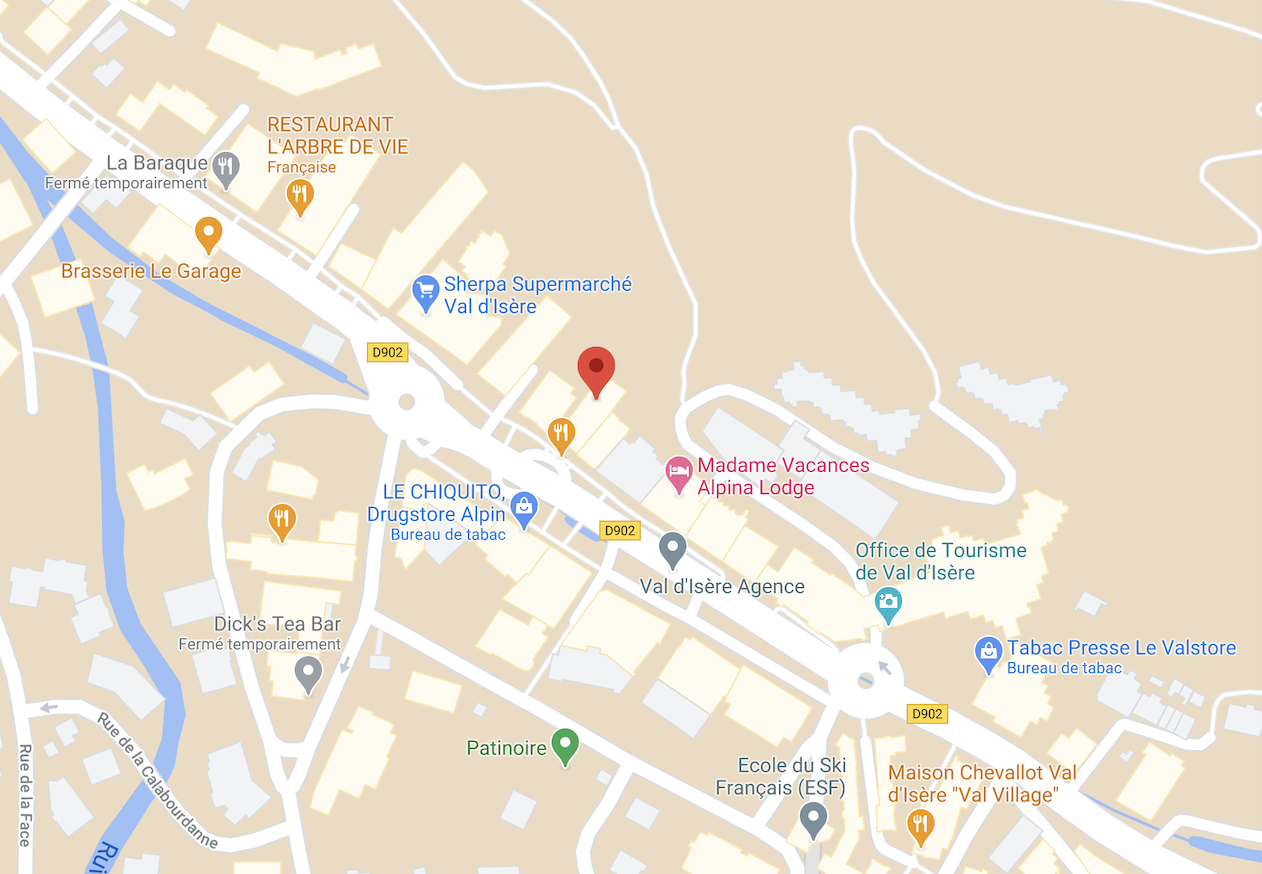 RESTAURANT
L'ARBRE DE VIE
Française
La Baraque
Fermé temporairement
Brasserie Le Garage
Sherpa Supermarché
Val d'Isère
D902
Madame Vacances
Alpina Lodge
LE CHIQUITO,
Drugstore Alpin
Bureau de tabac
D902
Office de Tourisme
de Val d'Isère
Val d'Isère Agence
Dick's Tea Bar
Fermé temporairement
Tabac Presse Le Valstore
Bureau de tabac
D902
Rue de la Calabourdanne
Rue de la Face
Patinoire
Ecole du Ski
Français (ESF)
Maison Chevallot Val
d'Isère "Val Village"
Rui